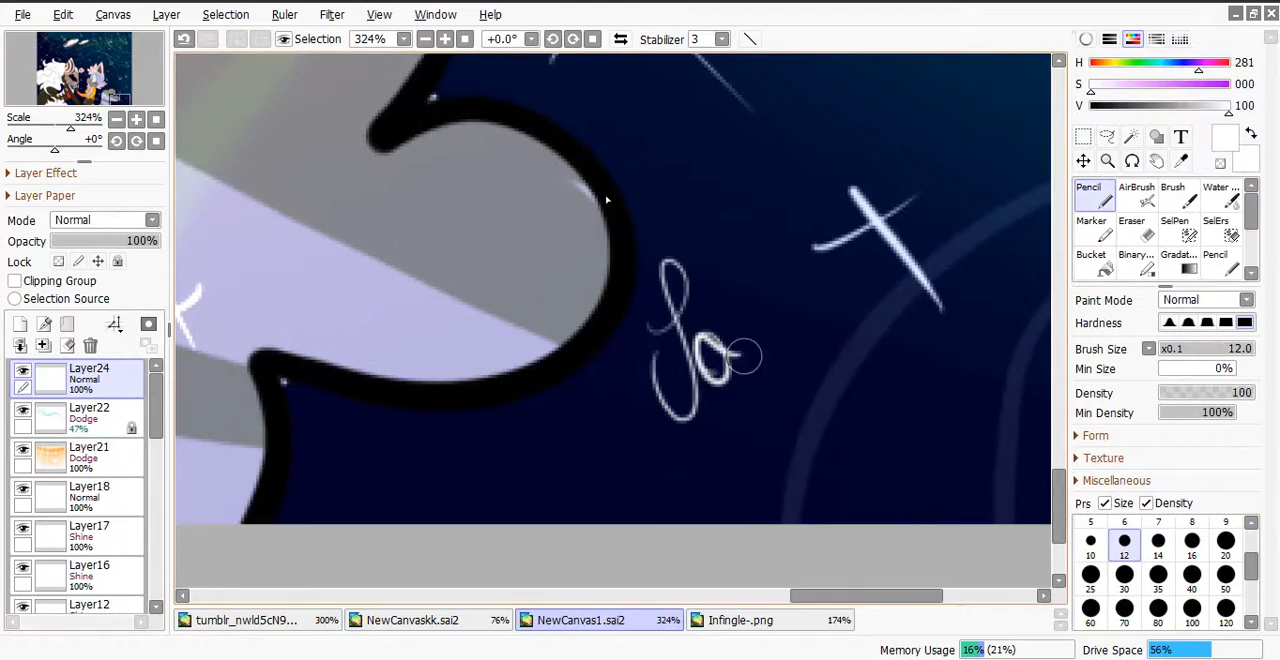 File Edit Canvas Layer Selection Ruler Filter View Window Help
Selection 324% +0.0° Stabilizer 3
Scale 324%
Angle +0°
Layer Effect
Layer Paper
Mode Normal
Opacity 100%
Lock
Clipping Group
Selection Source
Layer24
Normal
100%
Layer22
Dodge
47%
Layer21
Dodge
100%
Layer18
Normal
100%
Layer17
Shine
100%
Layer16
Shine
100%
Layer12
H 281
S 000
V 100
T
Pencil AirBrush Brush Water ...
Marker Eraser SelPen SelErs
Bucket Binary... Gradat... Pencil
Paint Mode Normal
Hardness
Brush Size x0.1 12.0
Min Size 0%
Density 100
Min Density 100%
Form
Texture
Miscellaneous
Prs Size Density
5 6 7 8 9
10 12 14 16 20
25 30 35 40 50
60 70 80 100 120
tumblr_nwld5cN9... 300% NewCanvaskk.sai2 76% NewCanvas1.sai2 324% Infingle-.png 174%
Memory Usage 16% (21%) Drive Space 56%